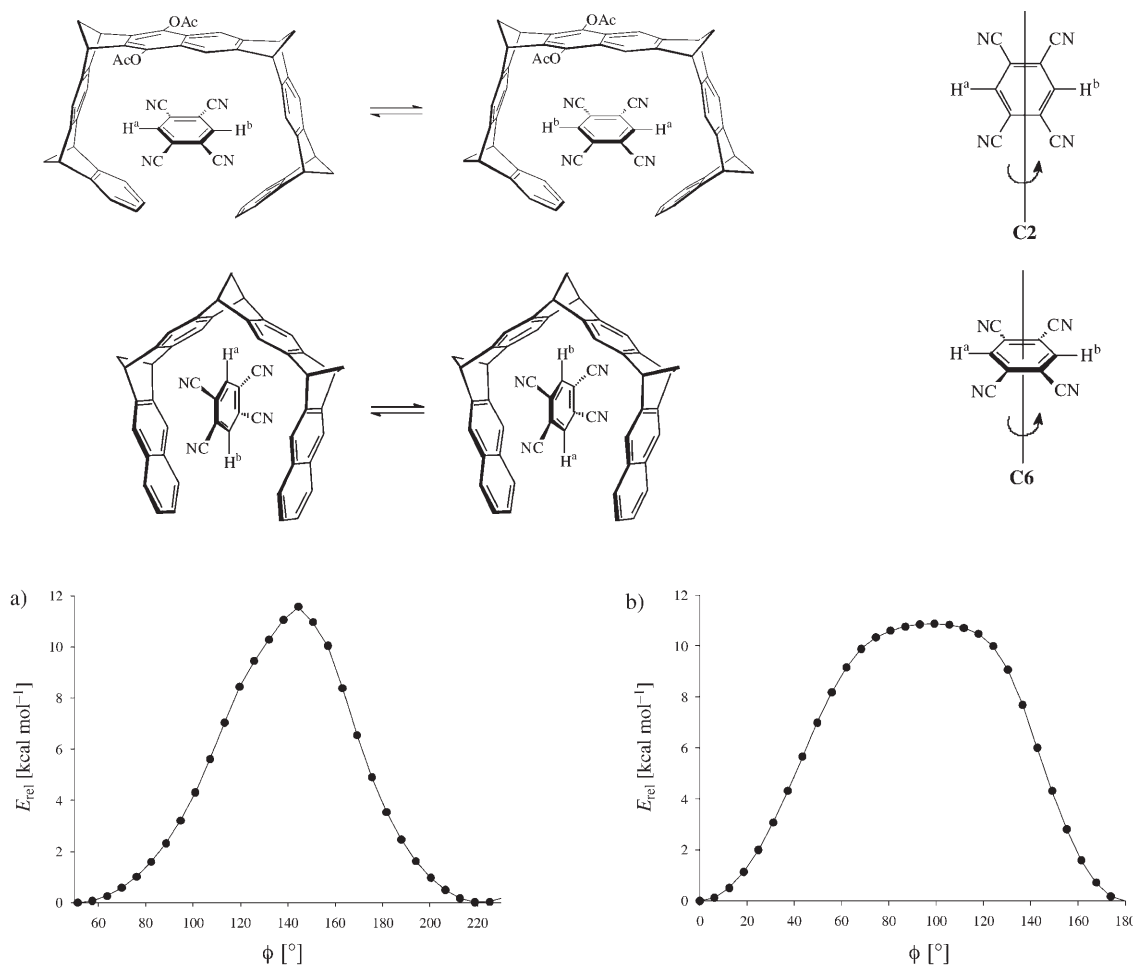 OAc
AcO
NC
CN
Hᵃ
Hᵇ
NC
CN
OAc
AcO
NC
CN
Hᵇ
Hᵃ
NC
CN
NC
CN
Hᵃ
Hᵇ
NC
CN
C2
Hᵃ
NC
CN
CN
NC
Hᵇ
Hᵇ
NC
CN
CN
NC
Hᵃ
NC
CN
Hᵃ
Hᵇ
NC
CN
C6
a)
12
10
8
6
4
2
0
E_rel [kcal mol⁻¹]
60 80 100 120 140 160 180 200 220
ϕ [°]
b)
12
10
8
6
4
2
0
E_rel [kcal mol⁻¹]
0 20 40 60 80 100 120 140 160 180
ϕ [°]